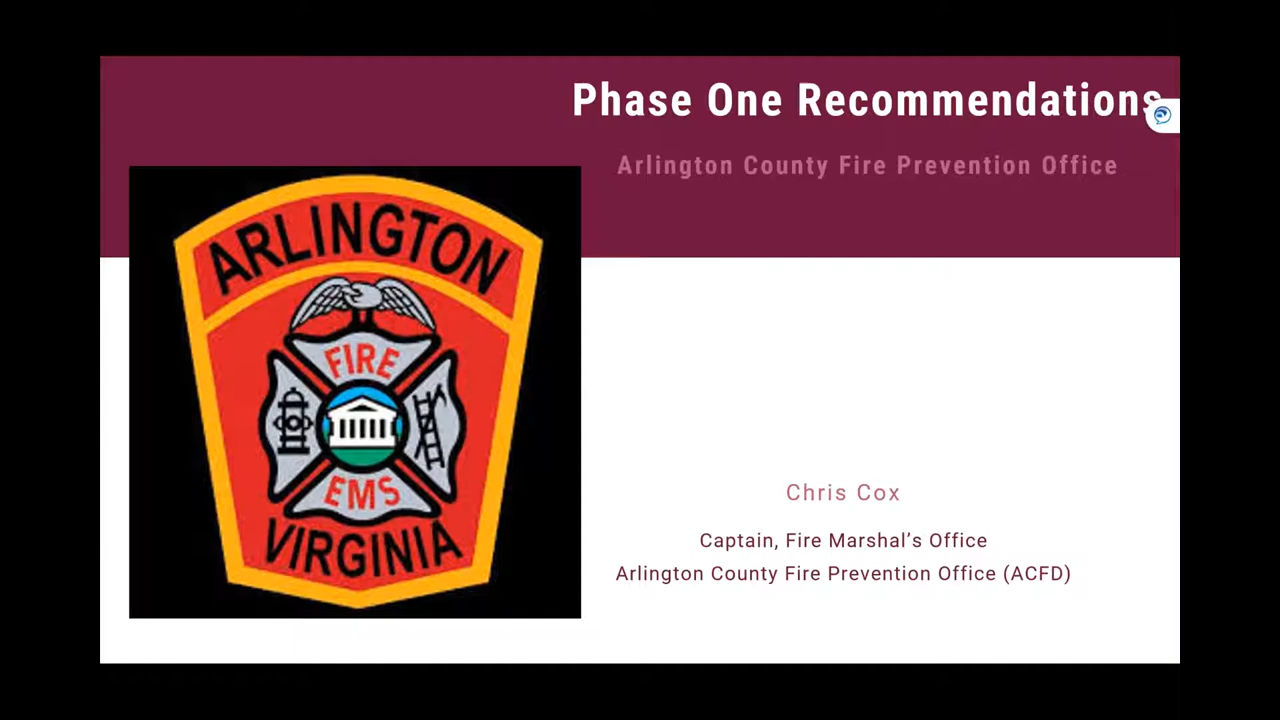 Phase One Recommendations
Arlington County Fire Prevention Office
ARLINGTON
FIRE
EMS
VIRGINIA
Chris Cox
Captain, Fire Marshal’s Office
Arlington County Fire Prevention Office (ACFD)